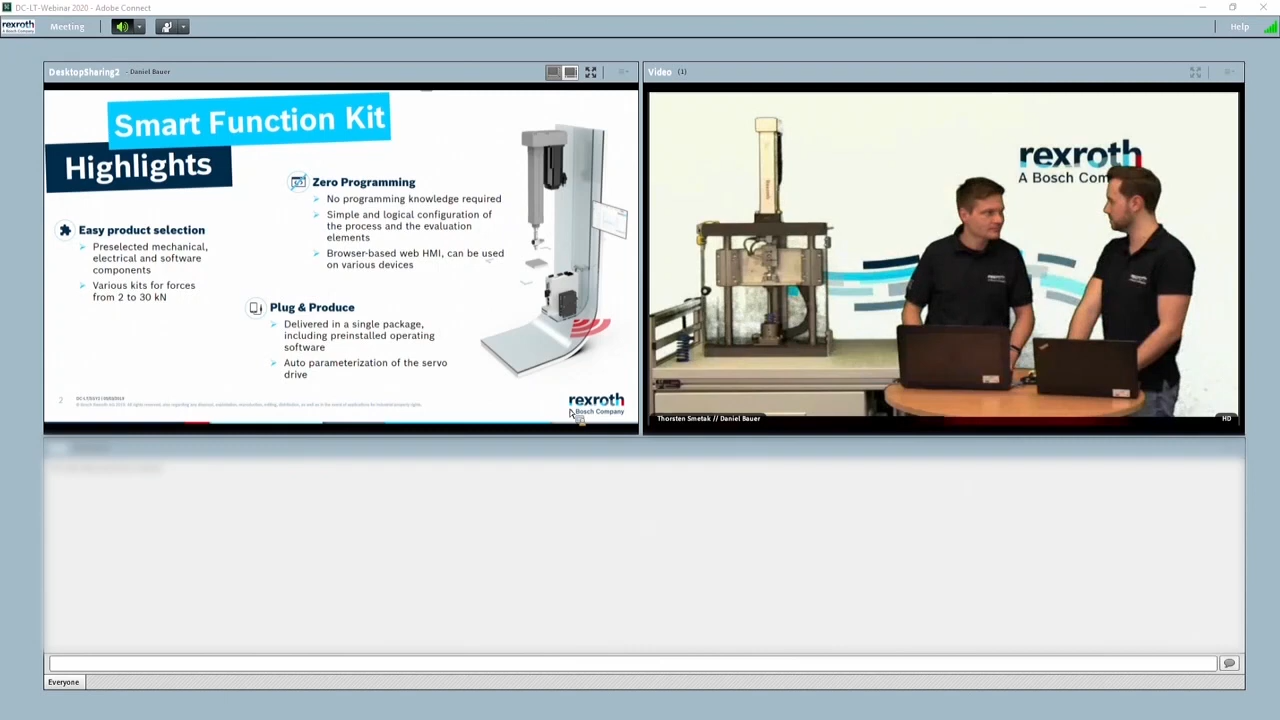 DC-LT-Webinar 2020 - Adobe Connect
rexroth
A Bosch Company
Meeting
Help
DesktopSharing2 - Daniel Bauer
Smart Function Kit
Highlights
Easy product selection
Preselected mechanical,
electrical and software
components
Various kits for forces
from 2 to 30 kN
Zero Programming
No programming knowledge required
Simple and logical configuration of
the process and the evaluation
elements
Browser-based web HMI, can be used
on various devices
Plug & Produce
Delivered in a single package,
including preinstalled operating
software
Auto parameterization of the servo
drive
2
rexroth
Bosch Company
Video (1)
rexroth
A Bosch Com
Thorsten Smetak // Daniel Bauer
HD
Everyone